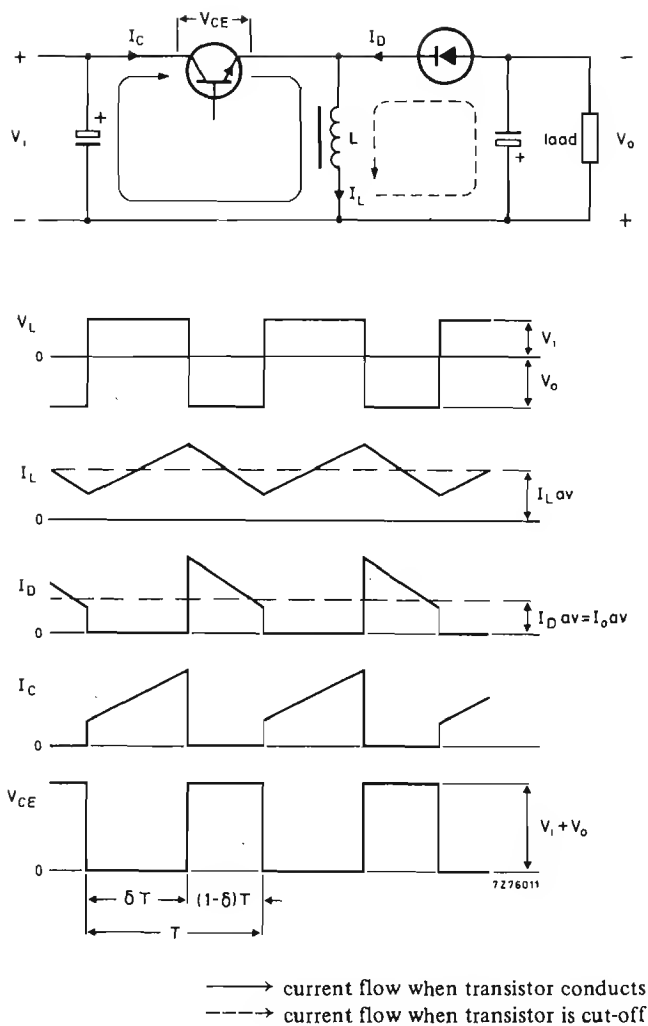 V_CE
I_C
I_D
+
−
V_i
+
L
I_L
+
load
V_o
−
+
V_L
0
V_i
V_o
I_L
0
I_L av
I_D
0
I_D av = I_o av
I_C
0
V_CE
0
V_i + V_o
7Z76011
δT
(1-δ)T
T
current flow when transistor conducts
current flow when transistor is cut-off